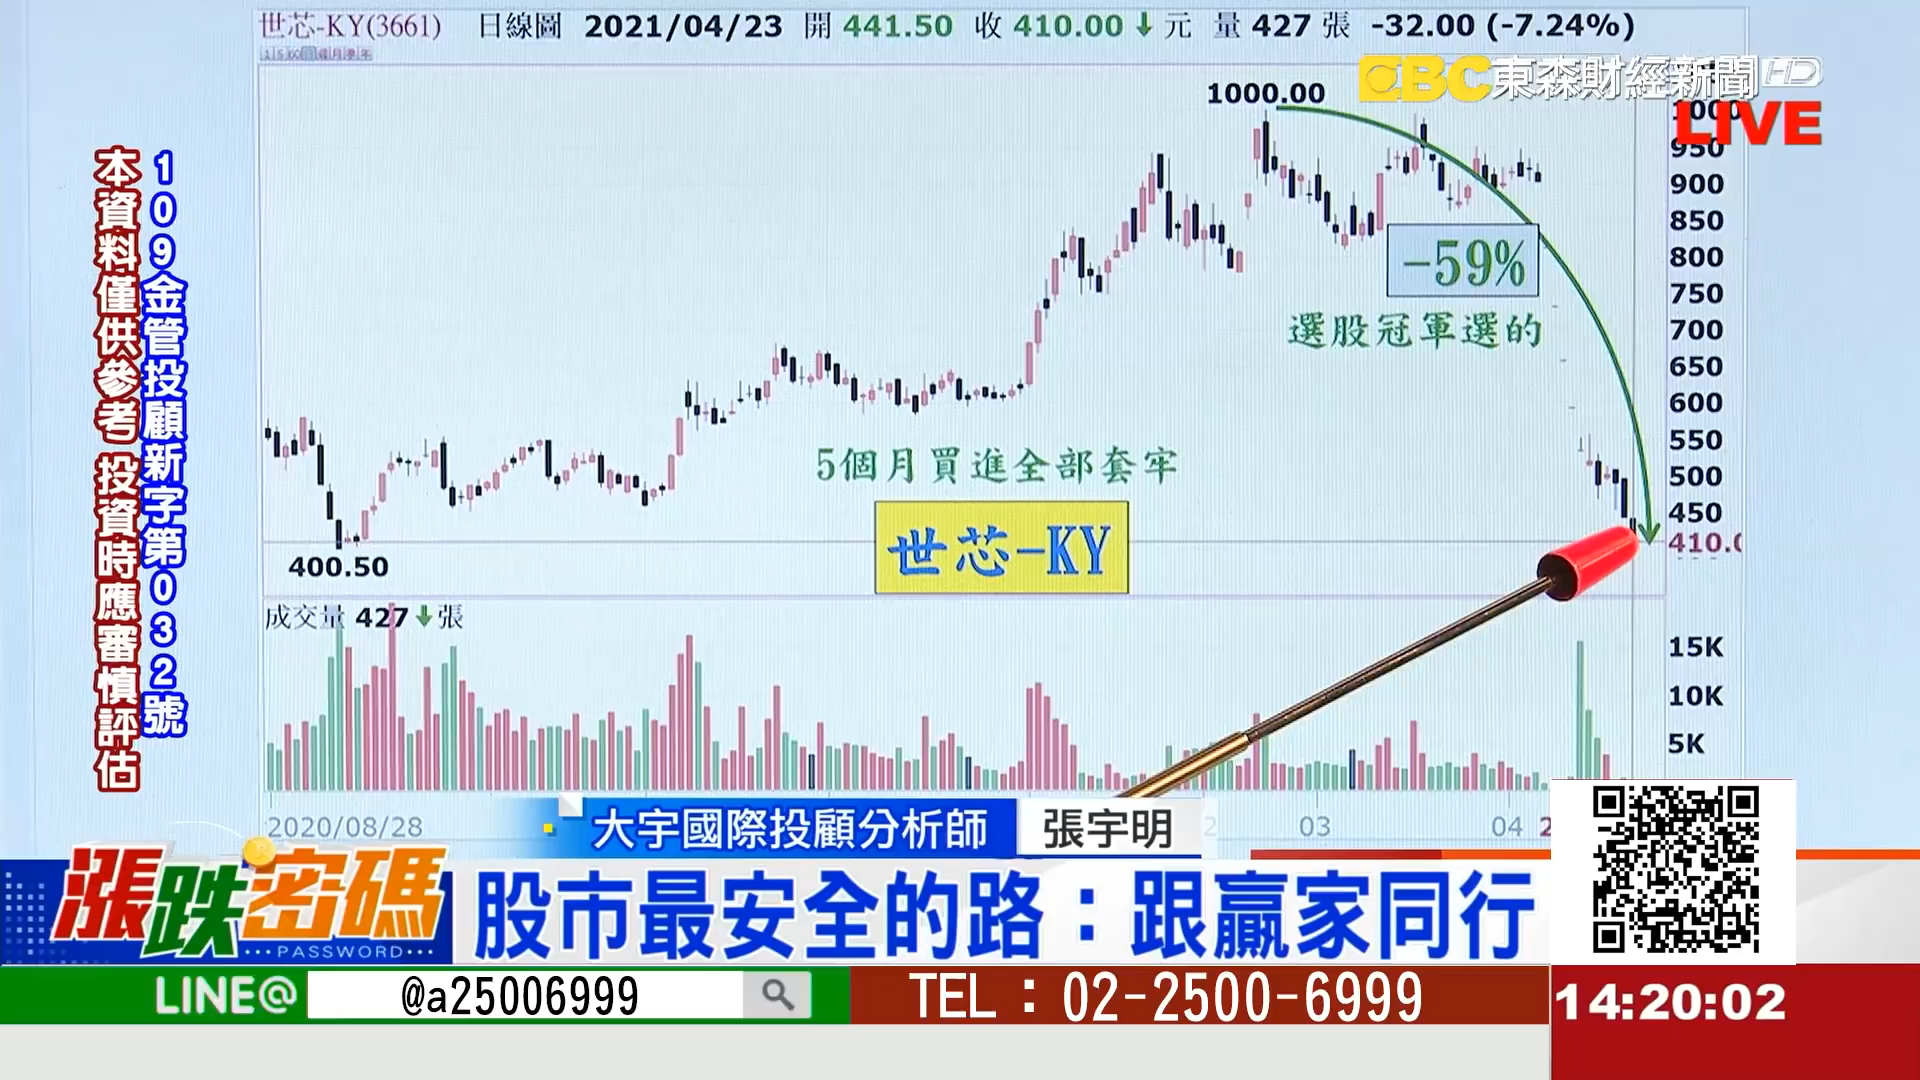 世芯-KY(3661) 日線圖 2021/04/23 開 441.50 收 410.00 元 量 427 張 -32.00 (-7.24%)
EBC東森財經新聞HD
LIVE
1000.00
1000
950
900
850
800
750
700
650
600
550
500
450
-59%
選股冠軍選的
5個月買進全部套牢
世芯-KY
400.50
成交量 427 張
15K
10K
5K
2020/08/28
03
04
109金管投顧新字第032號
本資料僅供參考 投資時應審慎評估
大宇國際投顧分析師 張宇明
漲跌密碼
PASSWORD
股市最安全的路：跟贏家同行
LINE@ @a25006999 TEL：02-2500-6999
14:20:02